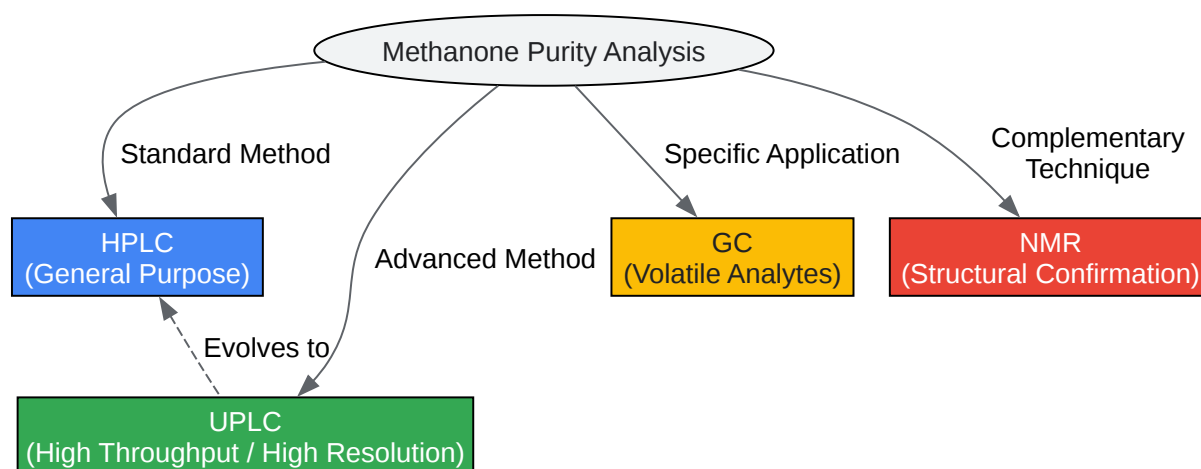 Methanone Purity Analysis
Standard Method
Specific Application
Complementary
Technique
HPLC
(General Purpose)
Advanced Method
GC
(Volatile Analytes)
NMR
(Structural Confirmation)
Evolves to
UPLC
(High Throughput / High Resolution)